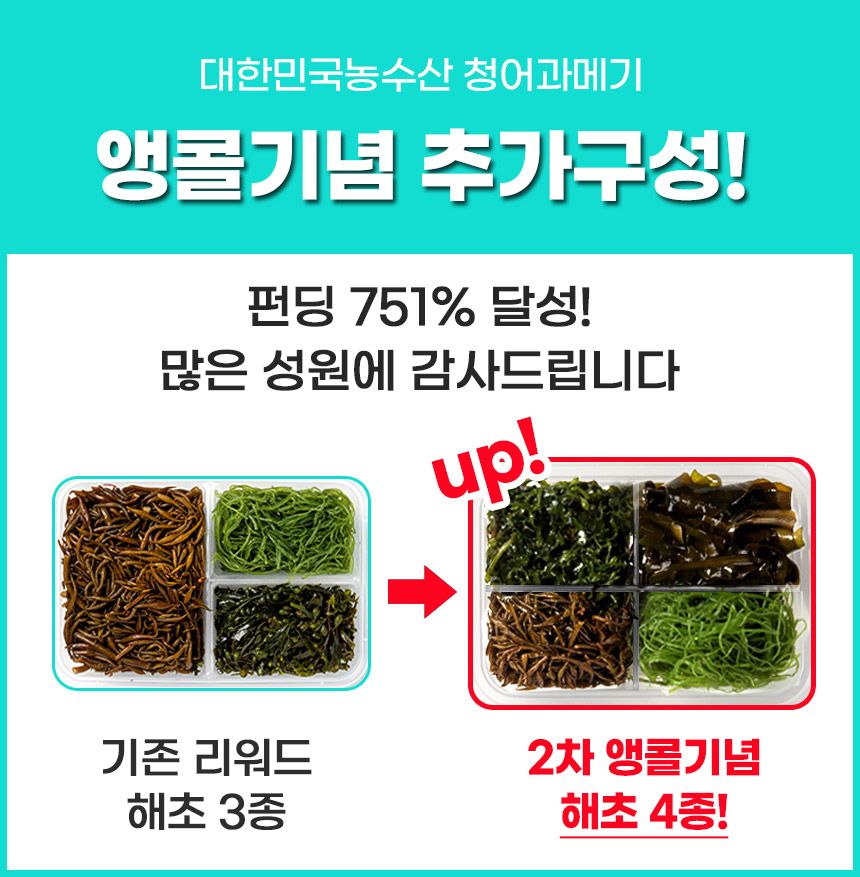 대한민국농수산 청어과메기
앵콜기념 추가구성!
펀딩 751% 달성!
많은 성원에 감사드립니다
up!
기존 리워드
해초 3종
2차 앵콜기념
해초 4종!